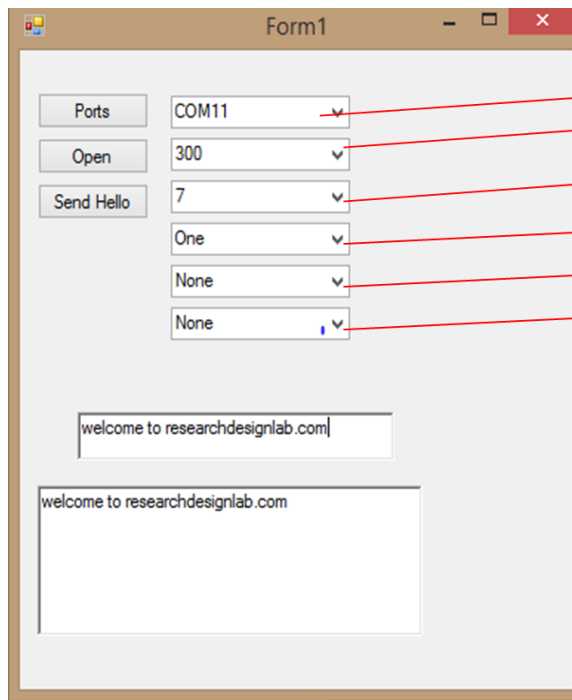 Form1
Ports
COM11
Open
300
Send Hello
7
One
None
None
welcome to researchdesignlab.com
welcome to researchdesignlab.com